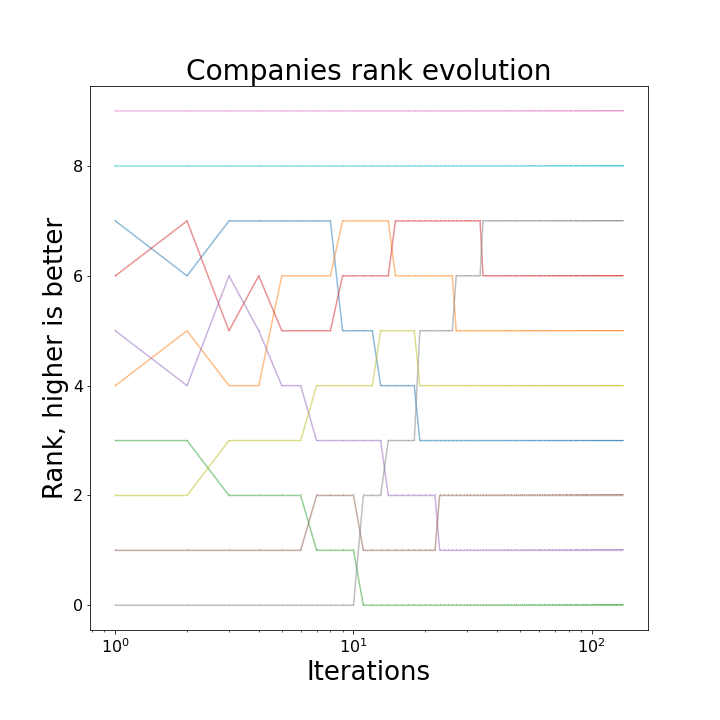 Companies rank evolution
Rank, higher is better
8
6
4
2
0
10⁰
10¹
10²
Iterations